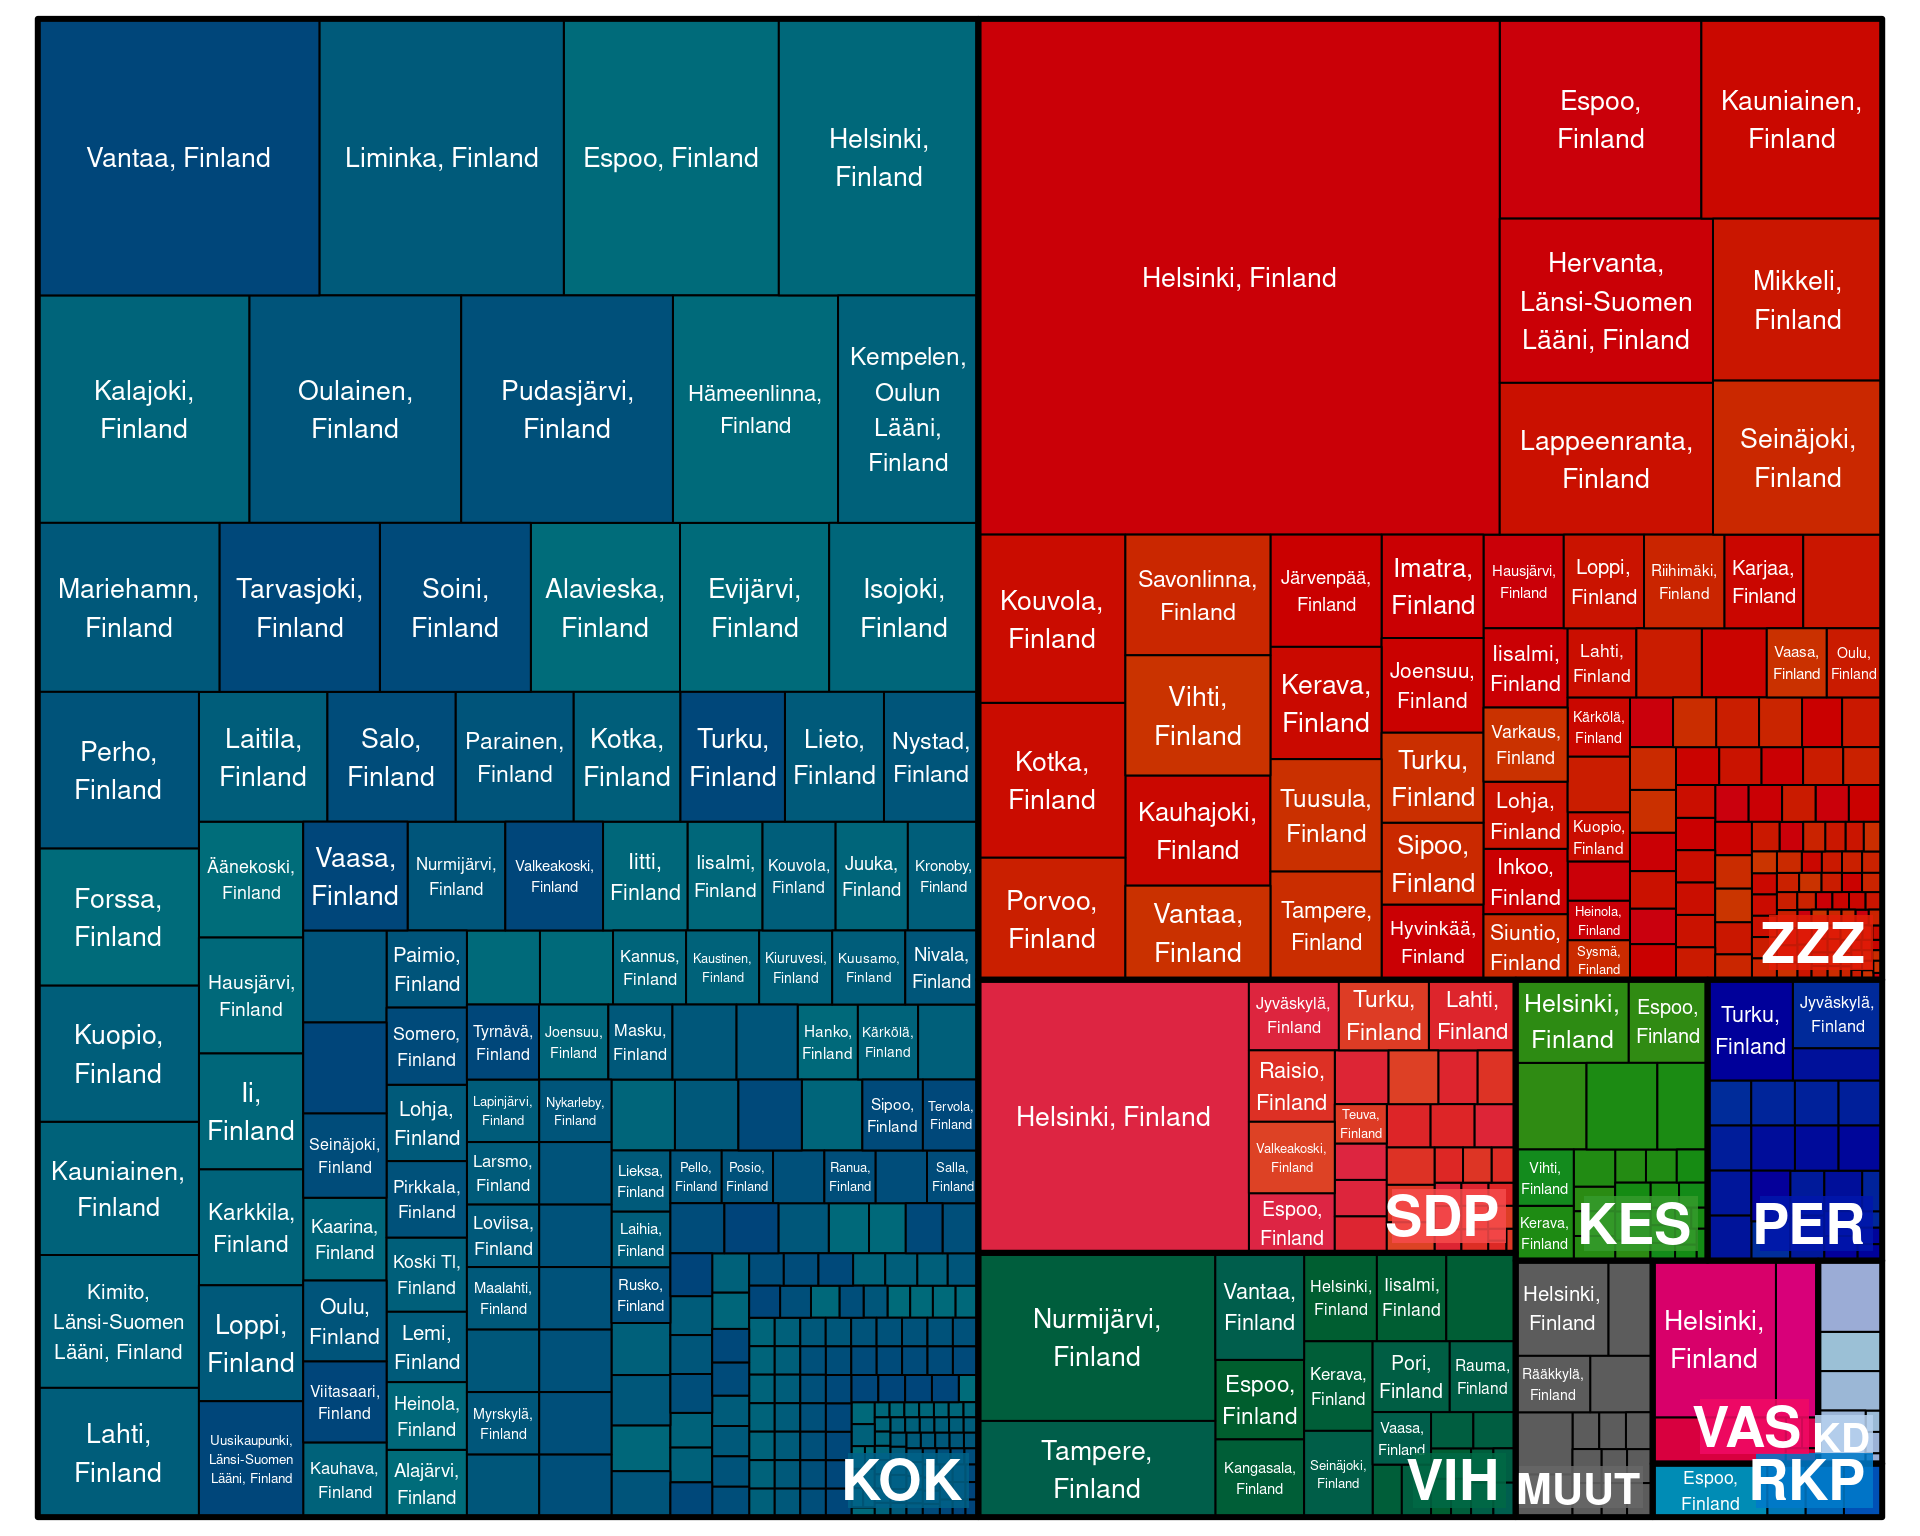 Vantaa, Finland
Liminka, Finland
Espoo, Finland
Helsinki,
Finland
Kalajoki,
Finland
Oulainen,
Finland
Pudasjärvi,
Finland
Hämeenlinna,
Finland
Kempelen,
Oulun
Lääni,
Finland
Mariehamn,
Finland
Tarvasjoki,
Finland
Soini,
Finland
Alavieska,
Finland
Evijärvi,
Finland
Isojoki,
Finland
Perho,
Finland
Forssa,
Finland
Kuopio,
Finland
Kauniainen,
Finland
Kimito,
Länsi-Suomen
Lääni, Finland
Lahti,
Finland
Laitila,
Finland
Salo,
Finland
Parainen,
Finland
Kotka,
Finland
Turku,
Finland
Lieto,
Finland
Nystad,
Finland
Äänekoski,
Finland
Hausjärvi,
Finland
Ii,
Finland
Karkkila,
Finland
Loppi,
Finland
Uusikaupunki,
Länsi-Suomen
Lääni, Finland
Vaasa,
Finland
Nurmijärvi,
Finland
Valkeakoski,
Finland
Iitti,
Finland
Iisalmi,
Finland
Kouvola,
Finland
Juuka,
Finland
Kronoby,
Finland
Seinäjoki,
Finland
Kaarina,
Finland
Oulu,
Finland
Viitasaari,
Finland
Kauhava,
Finland
Paimio,
Finland
Somero,
Finland
Lohja,
Finland
Pirkkala,
Finland
Koski Tl,
Finland
Lemi,
Finland
Heinola,
Finland
Alajärvi,
Finland
Kannus,
Finland
Kaustinen,
Finland
Kiuruvesi,
Finland
Kuusamo,
Finland
Nivala,
Finland
Tyrnävä,
Finland
Joensuu,
Finland
Masku,
Finland
Hanko,
Finland
Kärkölä,
Finland
Lapinjärvi,
Finland
Nykarleby,
Finland
Sipoo,
Finland
Tervola,
Finland
Larsmo,
Finland
Loviisa,
Finland
Maalahti,
Finland
Myrskylä,
Finland
Lieksa,
Finland
Laihia,
Finland
Rusko,
Finland
Pello,
Finland
Posio,
Finland
Ranua,
Finland
Salla,
Finland
KOK
Helsinki, Finland
Espoo,
Finland
Kauniainen,
Finland
Hervanta,
Länsi-Suomen
Lääni, Finland
Mikkeli,
Finland
Lappeenranta,
Finland
Seinäjoki,
Finland
Kouvola,
Finland
Kotka,
Finland
Porvoo,
Finland
Savonlinna,
Finland
Vihti,
Finland
Kauhajoki,
Finland
Vantaa,
Finland
Järvenpää,
Finland
Kerava,
Finland
Tuusula,
Finland
Tampere,
Finland
Imatra,
Finland
Joensuu,
Finland
Turku,
Finland
Sipoo,
Finland
Hyvinkää,
Finland
Hausjärvi,
Finland
Loppi,
Finland
Riihimäki,
Finland
Karjaa,
Finland
Iisalmi,
Finland
Lahti,
Finland
Vaasa,
Finland
Oulu,
Finland
Varkaus,
Finland
Lohja,
Finland
Inkoo,
Finland
Siuntio,
Finland
Kärkölä,
Finland
Kuopio,
Finland
Heinola,
Finland
Sysmä,
Finland
ZZZ
Helsinki, Finland
Jyväskylä,
Finland
Turku,
Finland
Lahti,
Finland
Raisio,
Finland
Valkeakoski,
Finland
Espoo,
Finland
Teuva,
Finland
SDP
Helsinki,
Finland
Espoo,
Finland
Vihti,
Finland
Kerava,
Finland
KES
Turku,
Finland
Jyväskylä,
Finland
PER
Nurmijärvi,
Finland
Tampere,
Finland
Vantaa,
Finland
Espoo,
Finland
Kangasala,
Finland
Helsinki,
Finland
Iisalmi,
Finland
Kerava,
Finland
Seinäjoki,
Finland
Pori,
Finland
Rauma,
Finland
Vaasa,
Finland
VIH
Helsinki,
Finland
Rääkkylä,
Finland
MUUT
Helsinki,
Finland
VAS
KD
Espoo,
Finland
RKP